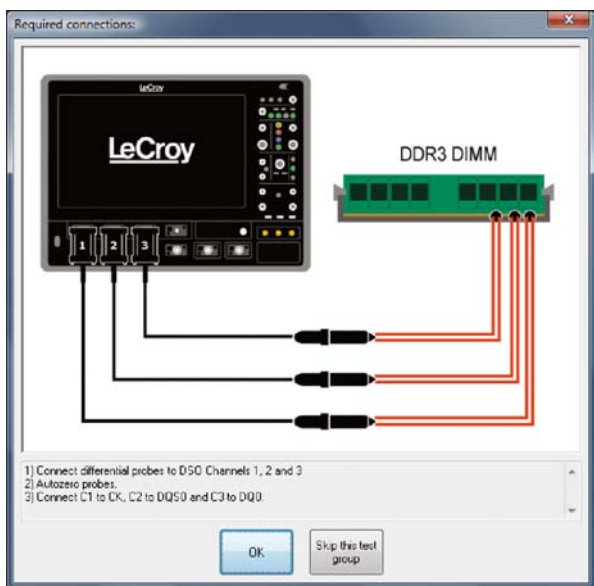 Required connections:
LeCroy
LeCroy
DDR3 DIMM
1 2 3
1) Connect differential probes to DSO Channels 1, 2 and 3
2) Autozero probes.
3) Connect C1 to CK, C2 to DQS0 and C3 to DQ0.
OK
Skip this test
group